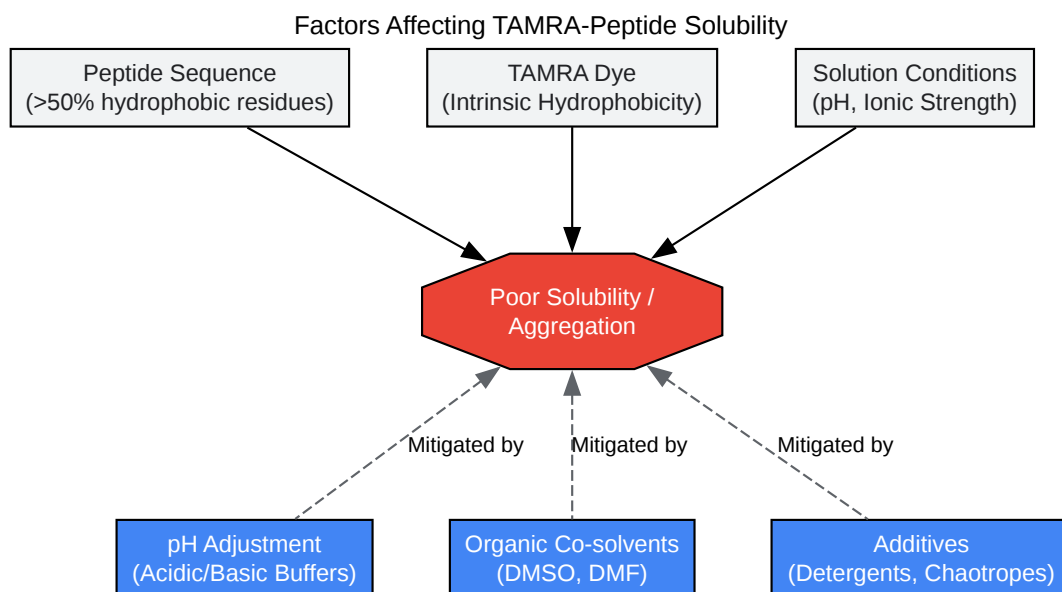 Factors Affecting TAMRA-Peptide Solubility
Peptide Sequence
(>50% hydrophobic residues)
TAMRA Dye
(Intrinsic Hydrophobicity)
Solution Conditions
(pH, Ionic Strength)
Poor Solubility /
Aggregation
Mitigated by
Mitigated by
Mitigated by
pH Adjustment
(Acidic/Basic Buffers)
Organic Co-solvents
(DMSO, DMF)
Additives
(Detergents, Chaotropes)